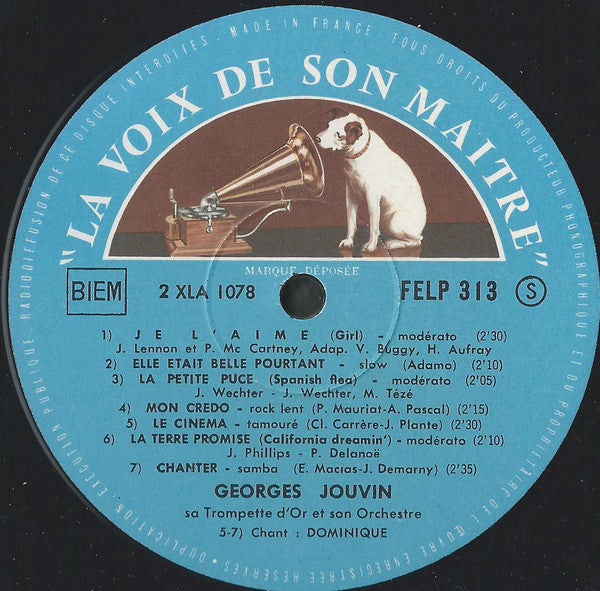 DUPLICATION EXÉCUTION PUBLIQUE . RADIODIFFUSION DE CE DISQUE INTERDITES . MADE IN FRANCE . TOUS DROITS DU PRODUCTEUR PHONOGRAPHIQUE ET DU PROPRIÉTAIRE DE L'ŒUVRE ENREGISTRÉE RÉSERVÉS .
"LA VOIX DE SON MAITRE"
MARQUE DÉPOSÉE
BIEM 2 XLA 1078 FELP 313 S
1) JE L'AIME (Girl) - modérato (2'30)
J. Lennon et P. Mc Cartney, Adap. V. Buggy, H. Aufray
2) ELLE ETAIT BELLE POURTANT - slow (Adamo) (2'10)
3) LA PETITE PUCE (Spanish flea) - modérato (2'05)
J. Wechter - J. Wechter, M. Tézé
4) MON CREDO - rock lent (P. Mauriat-A. Pascal) (2'15)
5) LE CINEMA - tamouré (Cl. Carrère-J. Plante) (2'30)
6) LA TERRE PROMISE (California dreamin') - modérato (2'10)
J. Phillips - P. Delanoë
7) CHANTER - samba (E. Macias-J. Demarny) (2'35)
GEORGES JOUVIN
sa Trompette d'Or et son Orchestre
5-7) Chant : DOMINIQUE